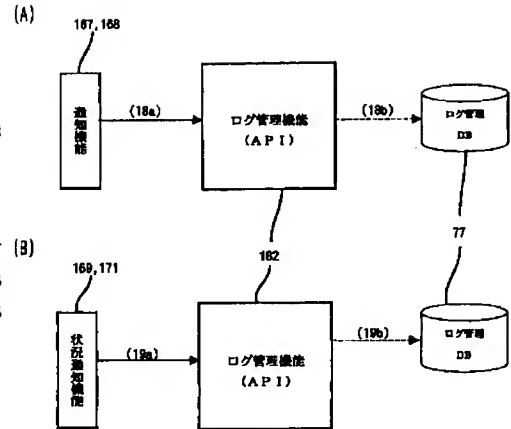 (A)
167,168
通知機能
(18a)
ログ管理機能
(API)
(18b)
ログ管理
DB
182
77
(B)
169,171
状況通知機能
(19a)
ログ管理機能
(API)
(19b)
ログ管理
DB